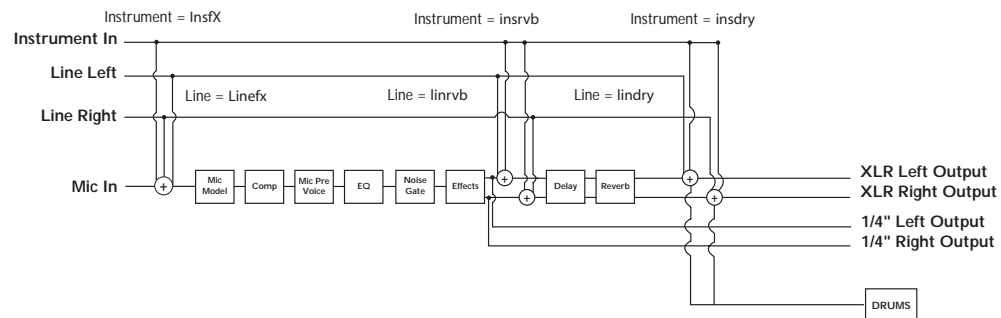 Instrument = InsfX
Instrument = insrvb
Instrument = insdry
Instrument In
Line Left
Line = Linefx
Line = linrvb
Line = lindry
Line Right
Mic In
+
Mic Model
Comp
Mic Pre Voice
EQ
Noise Gate
Effects
+
+
Delay
Reverb
+
+
XLR Left Output
XLR Right Output
1/4" Left Output
1/4" Right Output
DRUMS